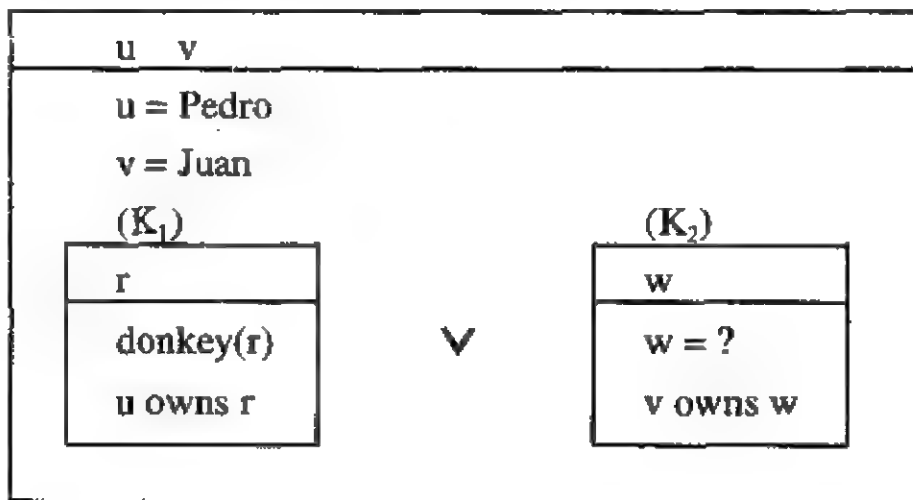 u v
u = Pedro
v = Juan
(K₁) (K₂)
r w
donkey(r) ∨ w = ?
u owns r v owns w